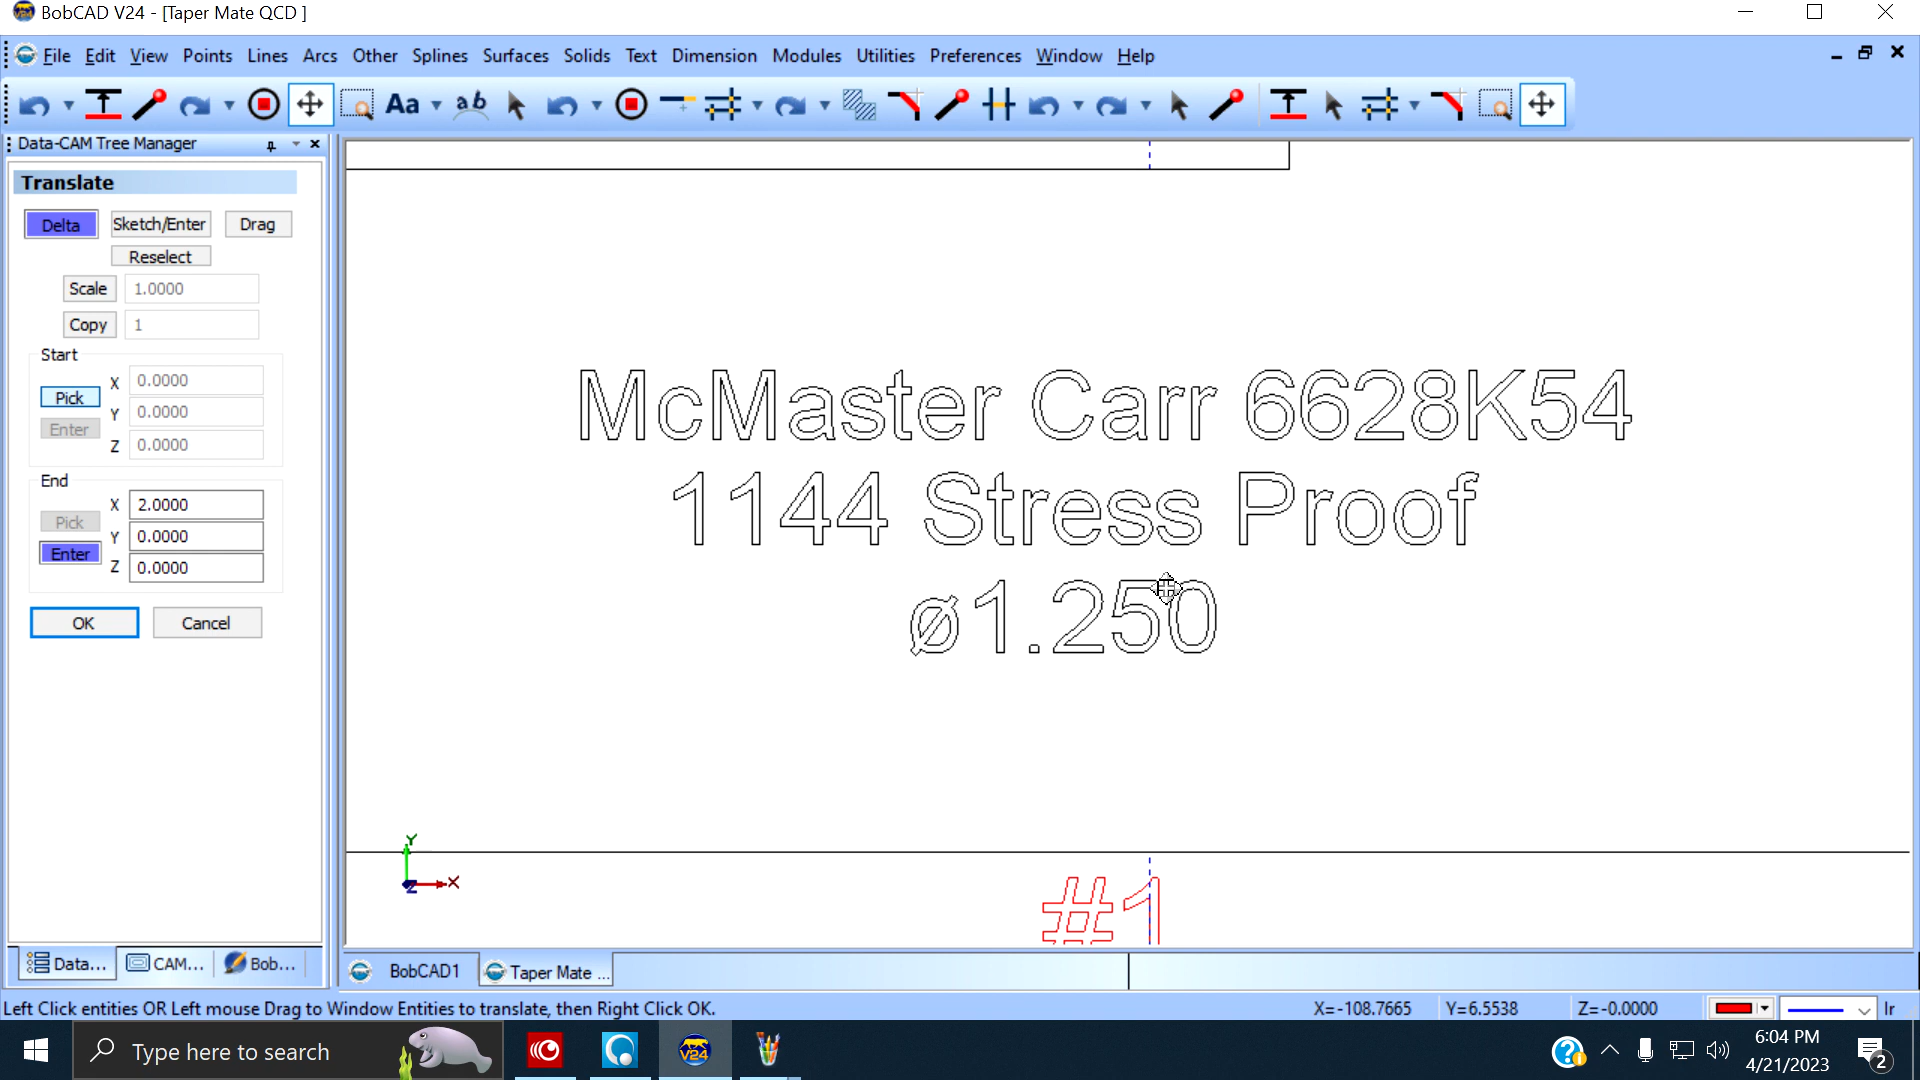 BobCAD V24 - [Taper Mate QCD ]
File Edit View Points Lines Arcs Other Splines Surfaces Solids Text Dimension Modules Utilities Preferences Window Help
Aa ab
Data-CAM Tree Manager
Translate
Delta Sketch/Enter Drag
Reselect
Scale 1.0000
Copy 1
Start
Pick X 0.0000
Y 0.0000
Enter
Z 0.0000
End
X 2.0000
Pick
Y 0.0000
Enter
Z 0.0000
OK Cancel
McMaster Carr 6628K54
1144 Stress Proof
ø1.250
Y
X
Z
#1
Data... CAM... Bob...
BobCAD1 Taper Mate ...
Left Click entities OR Left mouse Drag to Window Entities to translate, then Right Click OK.
X=-108.7665 Y=6.5538 Z=-0.0000 Ir
Type here to search
V24
6:04 PM
4/21/2023
2